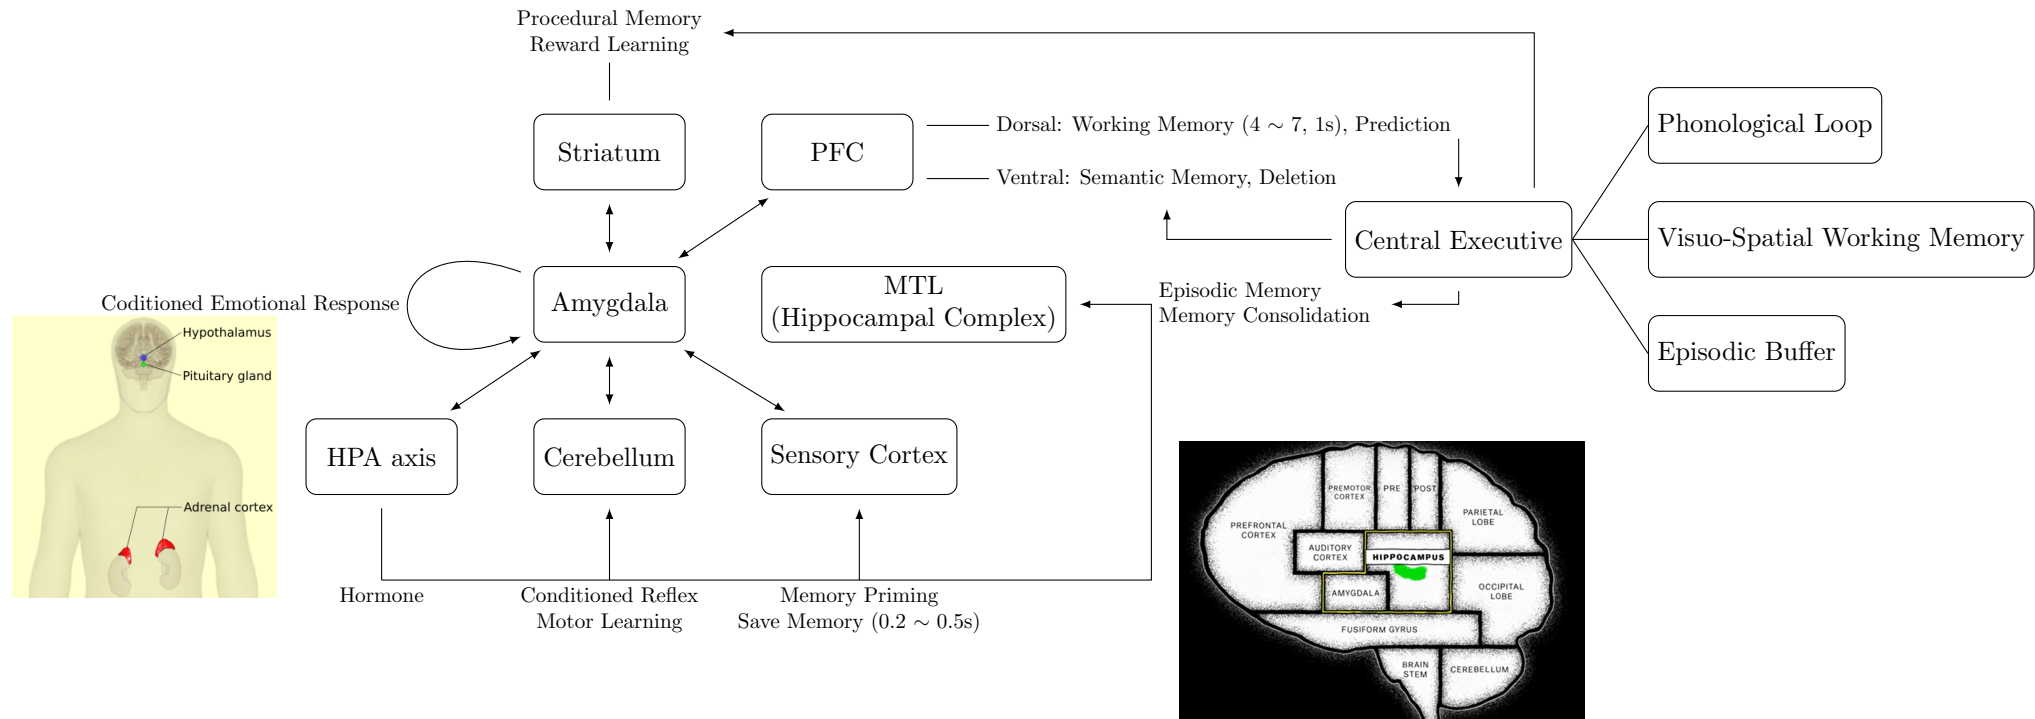 Procedural Memory
Reward Learning
Striatum
PFC
Dorsal: Working Memory (4 ∼ 7, 1s), Prediction
Ventral: Semantic Memory, Deletion
Phonological Loop
Central Executive
Visuo-Spatial Working Memory
Episodic Buffer
Coditioned Emotional Response
Amygdala
MTL
(Hippocampal Complex)
Episodic Memory
Memory Consolidation
Hypothalamus
Pituitary gland
Adrenal cortex
HPA axis
Cerebellum
Sensory Cortex
Hormone
Conditioned Reflex
Motor Learning
Memory Priming
Save Memory (0.2 ∼ 0.5s)
PREMOTOR
CORTEX
PRE
POST
PREFRONTAL
CORTEX
PARIETAL
LOBE
AUDITORY
CORTEX
HIPPOCAMPUS
AMYGDALA
OCCIPITAL
LOBE
FUSIFORM GYRUS
BRAIN
STEM
CEREBELLUM